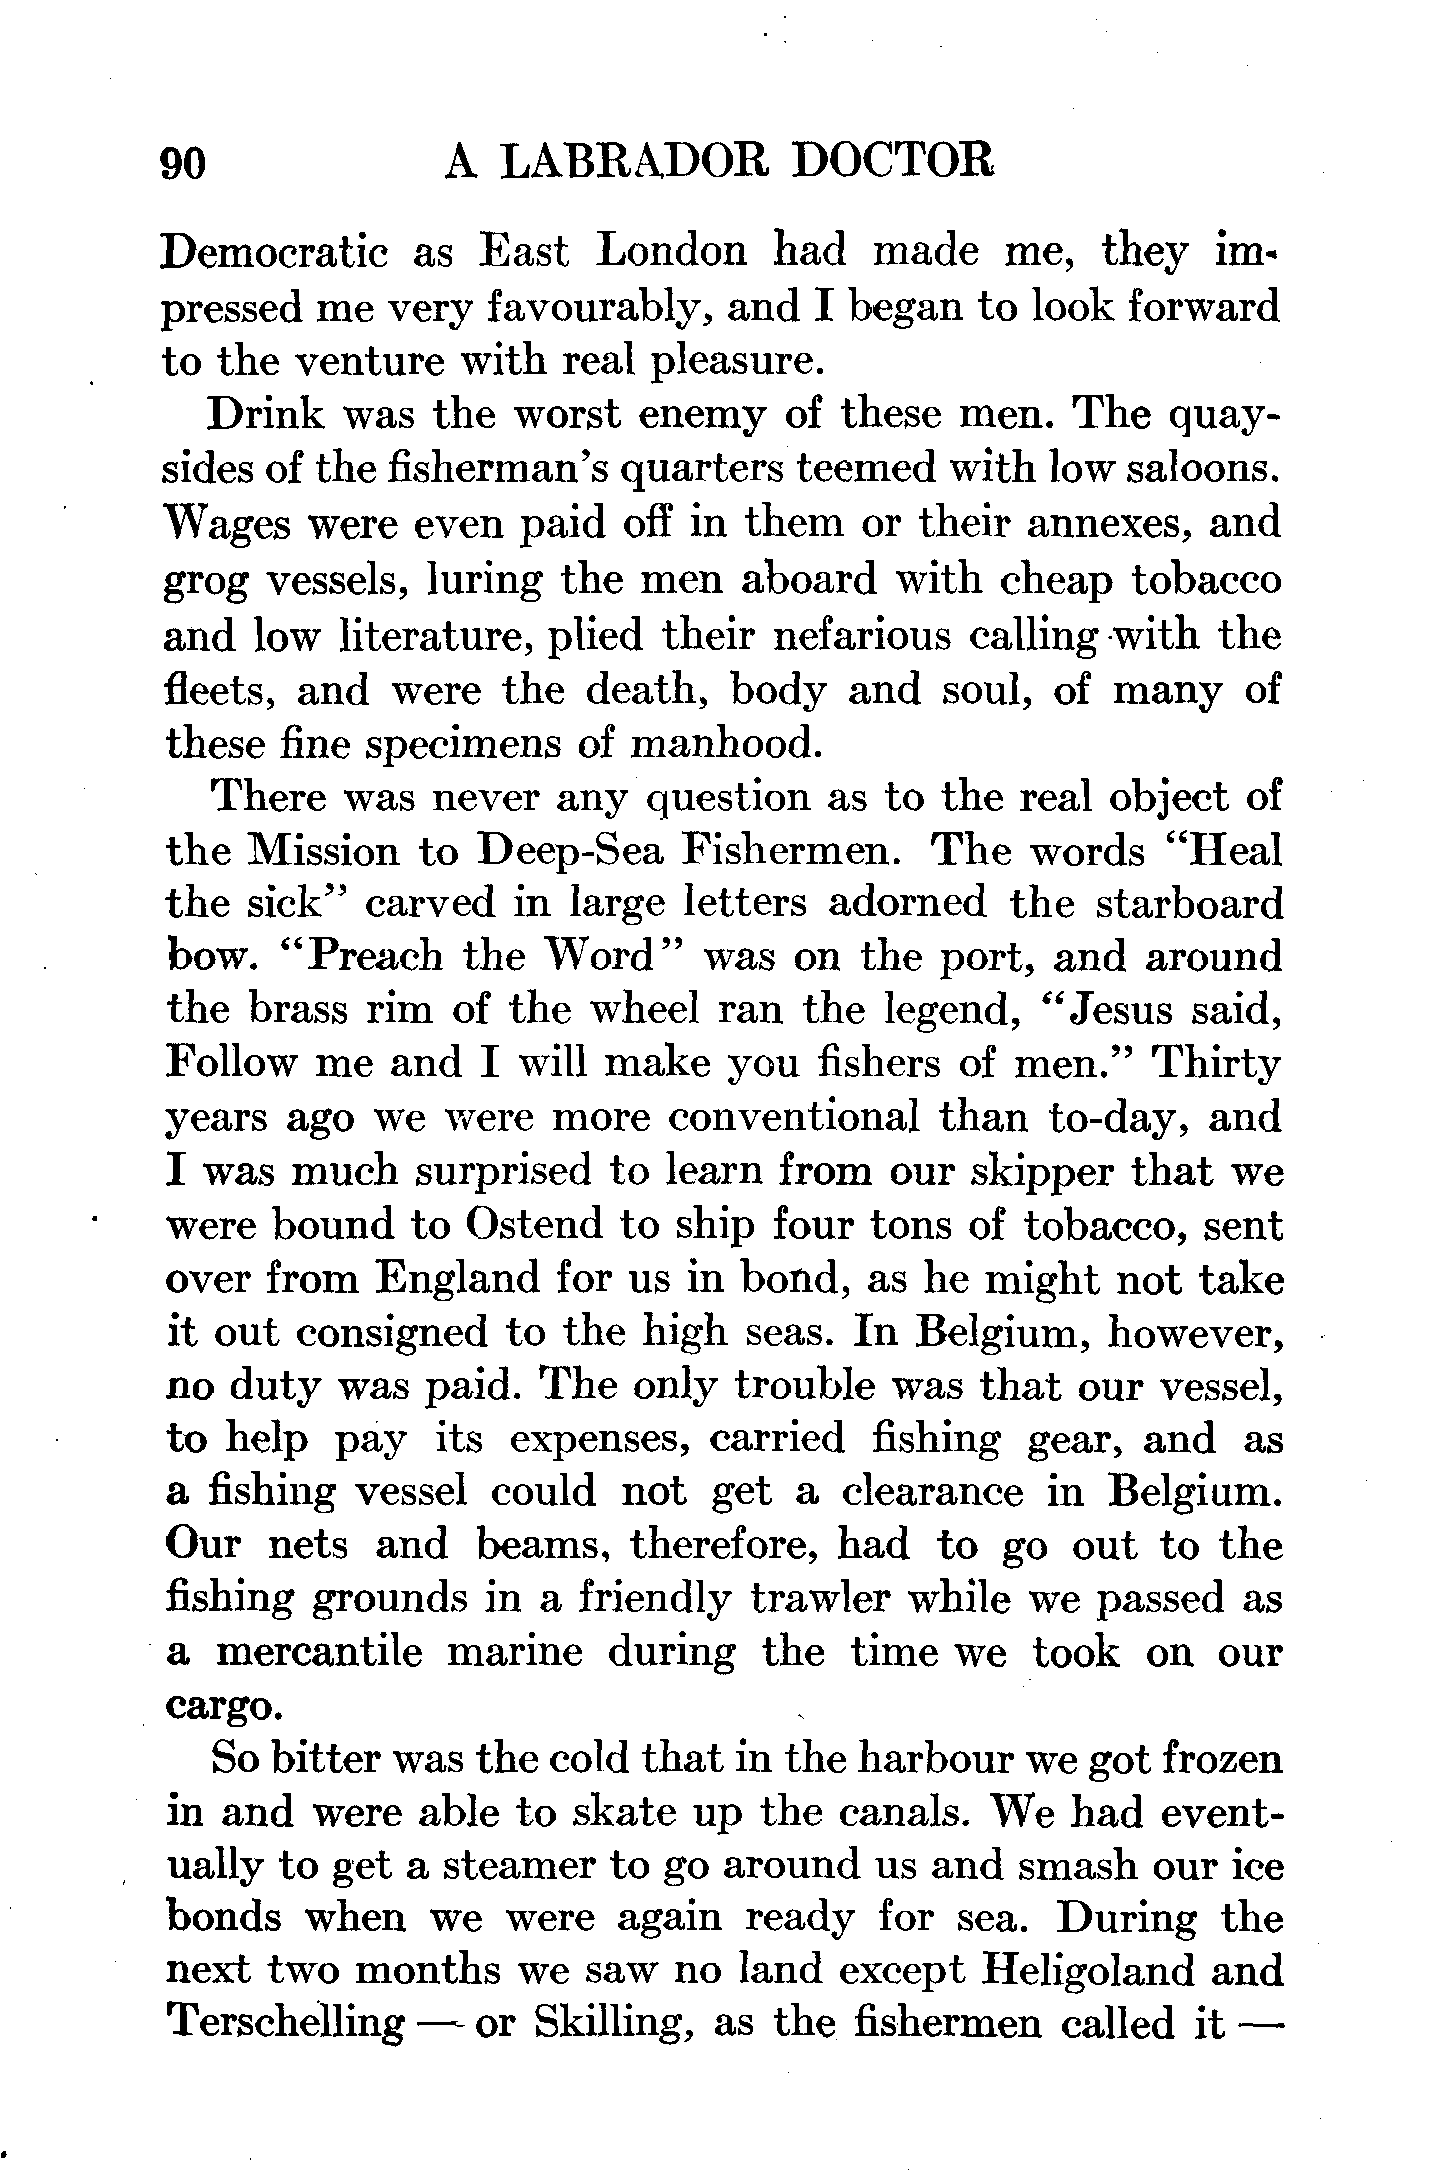 90 A LABRADOR DOCTOR
Democratic as East London had made me, they im-
pressed me very favourably, and I began to look forward
to the venture with real pleasure.
Drink was the worst enemy of these men. The quay-
sides of the fisherman's quarters teemed with low saloons.
Wages were even paid off in them or their annexes, and
grog vessels, luring the men aboard with cheap tobacco
and low literature, plied their nefarious calling with the
fleets, and were the death, body and soul, of many of
these fine specimens of manhood.
There was never any question as to the real object of
the Mission to Deep-Sea Fishermen. The words "Heal
the sick" carved in large letters adorned the starboard
bow. "Preach the Word" was on the port, and around
the brass rim of the wheel ran the legend, "Jesus said,
Follow me and I will make you fishers of men." Thirty
years ago we were more conventional than to-day, and
I was much surprised to learn from our skipper that we
were bound to Ostend to ship four tons of tobacco, sent
over from England for us in bond, as he might not take
it out consigned to the high seas. In Belgium, however,
no duty was paid. The only trouble was that our vessel,
to help pay its expenses, carried fishing gear, and as
a fishing vessel could not get a clearance in Belgium.
Our nets and beams, therefore, had to go out to the
fishing grounds in a friendly trawler while we passed as
a mercantile marine during the time we took on our
cargo.
So bitter was the cold that in the harbour we got frozen
in and were able to skate up the canals. We had event-
ually to get a steamer to go around us and smash our ice
bonds when we were again ready for sea. During the
next two months we saw no land except Heligoland and
Terschelling — or Skilling, as the fishermen called it —